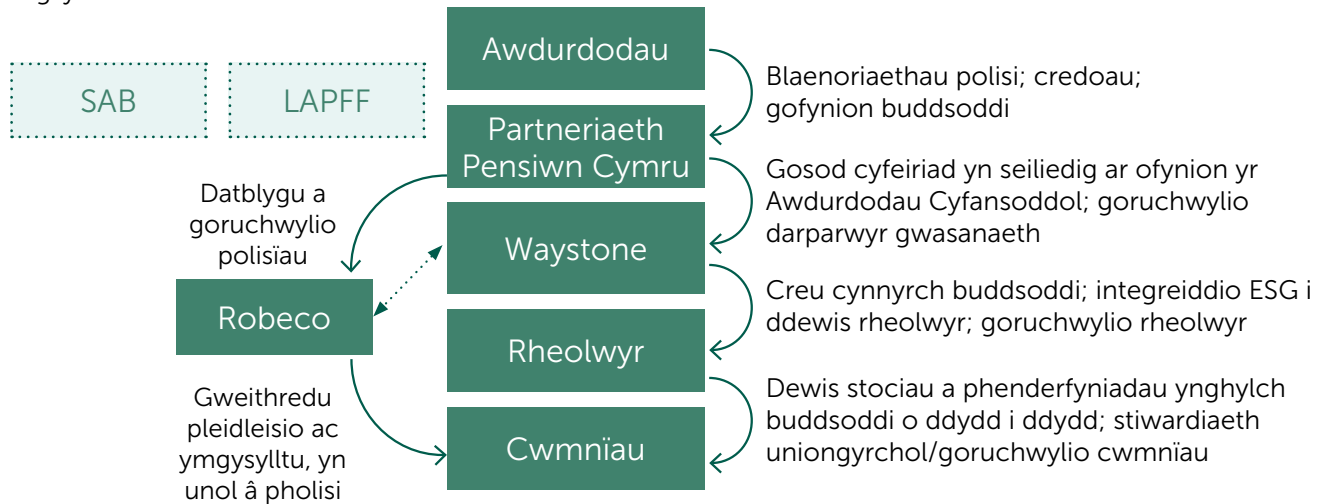 Awdurdodau
SAB
LAPFF
Blaenoriaethau polisi; credoau;
gofynion buddsoddi
Partneriaeth
Pensiwn Cymru
Gosod cyfeiriad yn seiliedig ar ofynion yr
Awdurdodau Cyfansoddol; goruchwylio
darparwyr gwasanaeth
Datblygu a
goruchwylio
polisïau
Waystone
Robeco
Creu cynnyrch buddsoddi; integreiddio ESG i
ddewis rheolwyr; goruchwylio rheolwyr
Rheolwyr
Gweithredu
pleidleisio ac
ymgysylltu, yn
unol â pholisi
Dewis stociau a phenderfyniadau ynghylch
buddsoddi o ddydd i ddydd; stiwardiaeth
uniongyrchol/goruchwylio cwmnïau
Cwmnïau